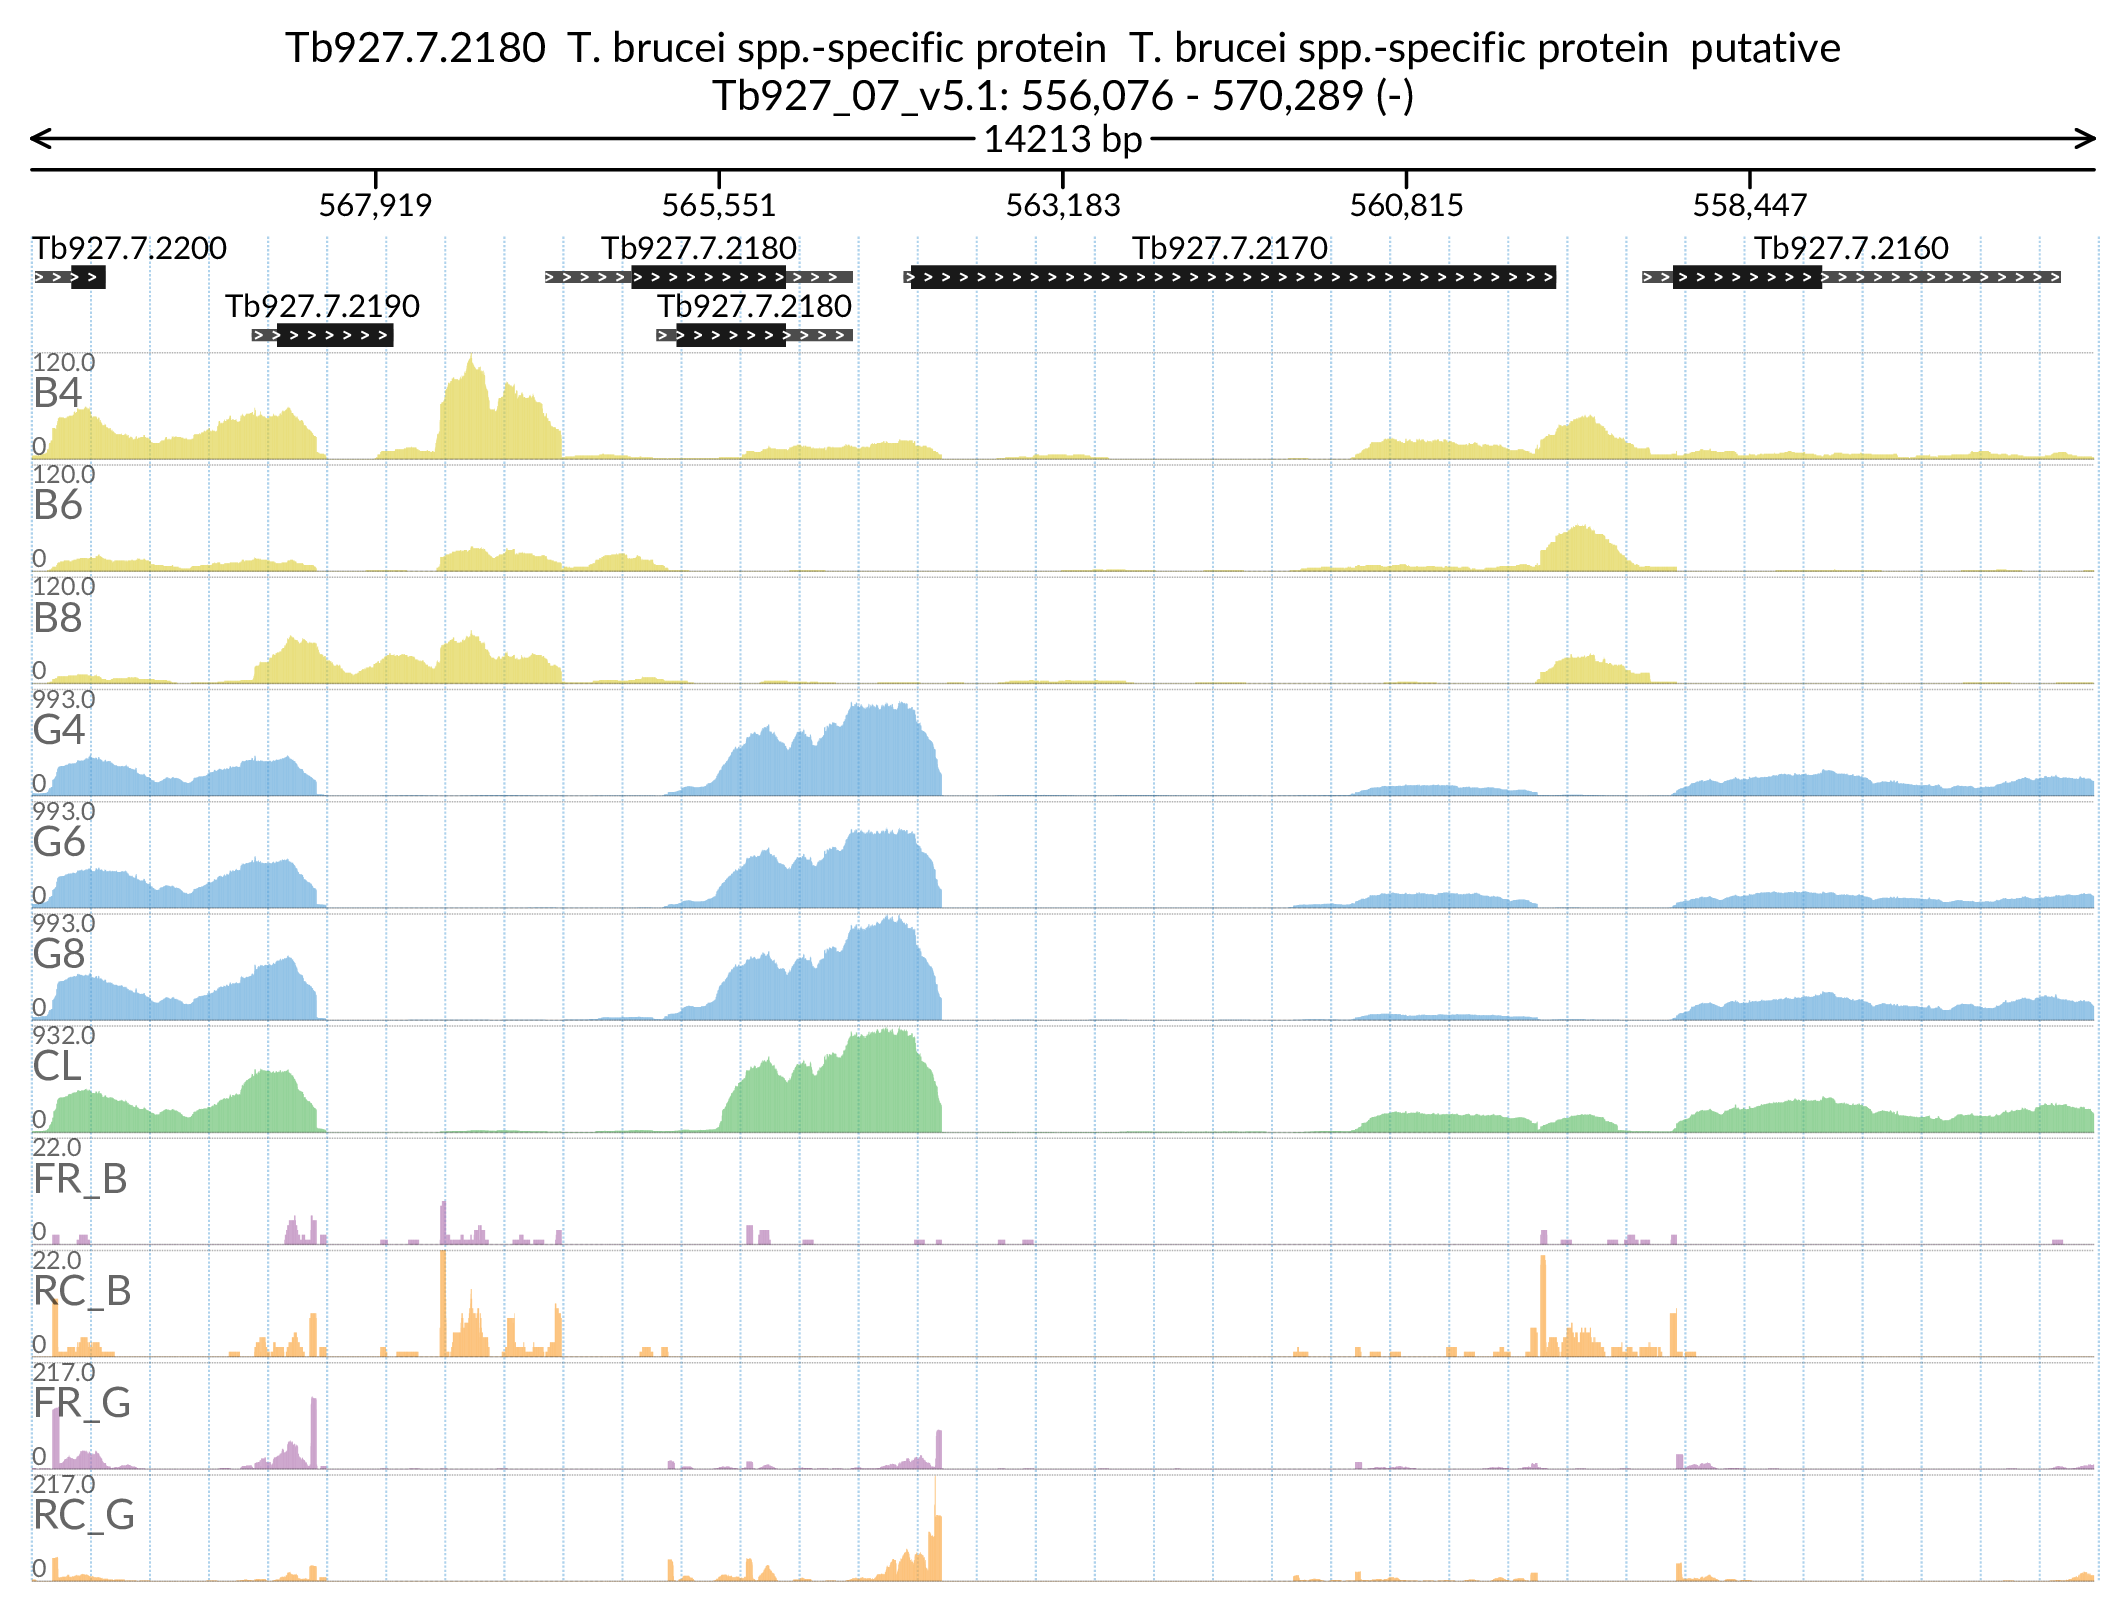 Tb927.7.2180 T. brucei spp.-specific protein T. brucei spp.-specific protein putative
Tb927_07_v5.1: 556,076 - 570,289 (-)
14213 bp
567,919 565,551 563,183 560,815 558,447
Tb927.7.2200 Tb927.7.2180 Tb927.7.2170 Tb927.7.2160
Tb927.7.2190 Tb927.7.2180
120.0
B4
0
120.0
B6
0
120.0
B8
0
993.0
G4
0
993.0
G6
0
993.0
G8
0
932.0
CL
0
22.0
FR_B
0
22.0
RC_B
0
217.0
FR_G
0
217.0
RC_G
0